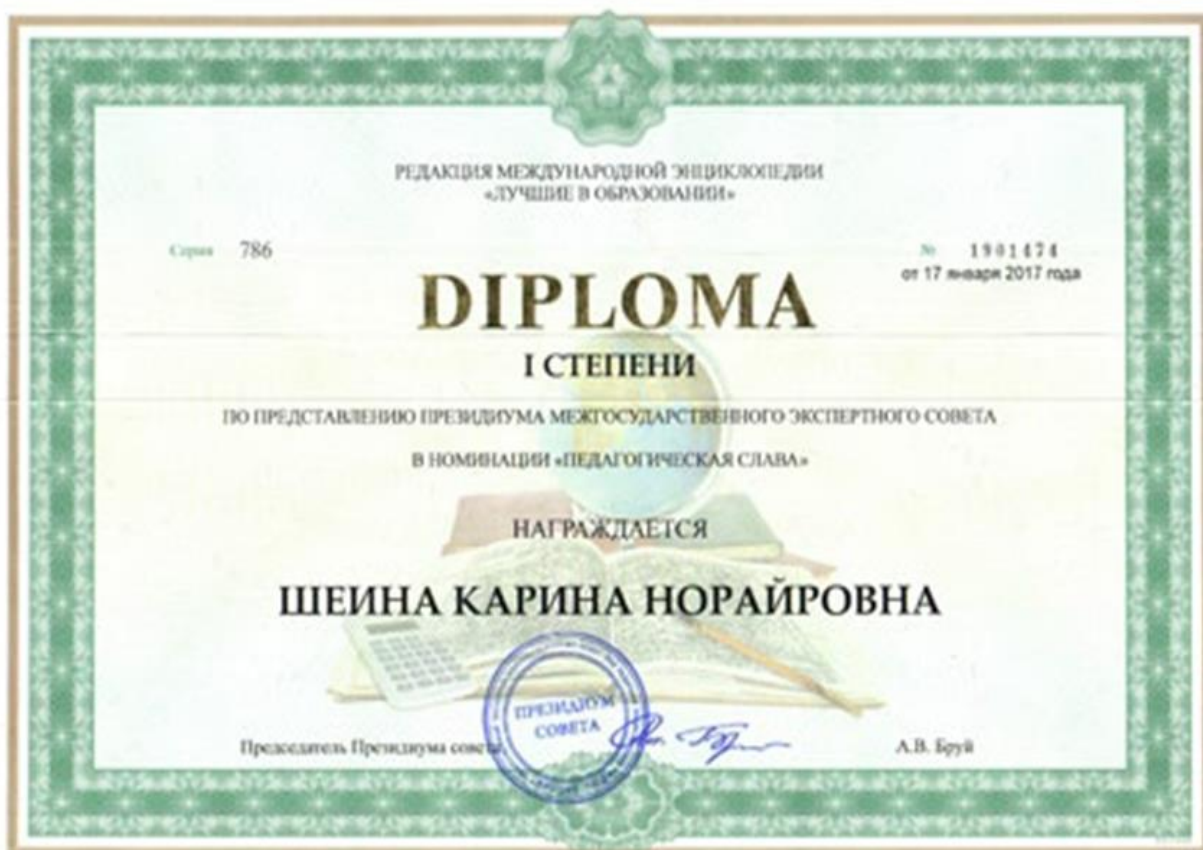 РЕДАКЦИЯ МЕЖДУНАРОДНОЙ ЭНЦИКЛОПЕДИИ
«ЛУЧШИЕ В ОБРАЗОВАНИИ»
Серия 786
№ 1901474
от 17 января 2017 года
DIPLOMA
I СТЕПЕНИ
ПО ПРЕДСТАВЛЕНИЮ ПРЕЗИДИУМА МЕЖГОСУДАРСТВЕННОГО ЭКСПЕРТНОГО СОВЕТА
В НОМИНАЦИИ «ПЕДАГОГИЧЕСКАЯ СЛАВА»
НАГРАЖДАЕТСЯ
ШЕИНА КАРИНА НОРАЙРОВНА
ПРЕЗИДИУМ
СОВЕТА
Председатель Президиума совета
А.В. Бруй